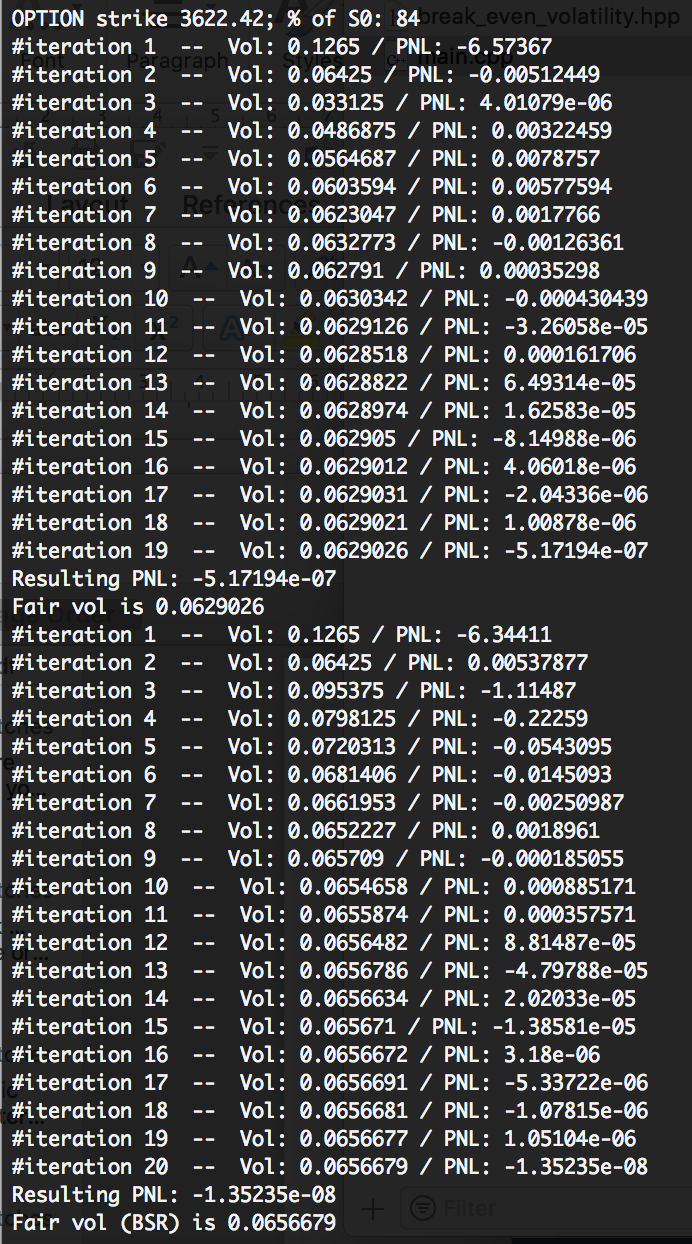 OPTION strike 3622.42; % of S0: 84
break_even_volatility.hpp
#iteration 1  --  Vol: 0.1265 / PNL: -6.57367
main.cpp
Font
Paragraph
Styles
#iteration 2  --  Vol: 0.06425 / PNL: -0.00512449
#iteration 3  --  Vol: 0.033125 / PNL: 4.01079e-06
#iteration 4  --  Vol: 0.0486875 / PNL: 0.00322459
#iteration 5  --  Vol: 0.0564687 / PNL: 0.0078757
#iteration 6  --  Vol: 0.0603594 / PNL: 0.00577594
Layout
References
#iteration 7  --  Vol: 0.0623047 / PNL: 0.0017766
#iteration 8  --  Vol: 0.0632773 / PNL: -0.00126361
#iteration 9  --  Vol: 0.062791 / PNL: 0.00035298
#iteration 10  --  Vol: 0.0630342 / PNL: -0.000430439
#iteration 11  --  Vol: 0.0629126 / PNL: -3.26058e-05
#iteration 12  --  Vol: 0.0628518 / PNL: 0.000161706
#iteration 13  --  Vol: 0.0628822 / PNL: 6.49314e-05
#iteration 14  --  Vol: 0.0628974 / PNL: 1.62583e-05
#iteration 15  --  Vol: 0.062905 / PNL: -8.14988e-06
#iteration 16  --  Vol: 0.0629012 / PNL: 4.06018e-06
#iteration 17  --  Vol: 0.0629031 / PNL: -2.04336e-06
#iteration 18  --  Vol: 0.0629021 / PNL: 1.00878e-06
#iteration 19  --  Vol: 0.0629026 / PNL: -5.17194e-07
Resulting PNL: -5.17194e-07
Fair vol is 0.0629026
#iteration 1  --  Vol: 0.1265 / PNL: -6.34411
#iteration 2  --  Vol: 0.06425 / PNL: 0.00537877
#iteration 3  --  Vol: 0.095375 / PNL: -1.11487
#iteration 4  --  Vol: 0.0798125 / PNL: -0.22259
#iteration 5  --  Vol: 0.0720313 / PNL: -0.0543095
#iteration 6  --  Vol: 0.0681406 / PNL: -0.0145093
#iteration 7  --  Vol: 0.0661953 / PNL: -0.00250987
#iteration 8  --  Vol: 0.0652227 / PNL: 0.0018961
#iteration 9  --  Vol: 0.065709 / PNL: -0.000185055
#iteration 10  --  Vol: 0.0654658 / PNL: 0.000885171
#iteration 11  --  Vol: 0.0655874 / PNL: 0.000357571
#iteration 12  --  Vol: 0.0656482 / PNL: 8.81487e-05
#iteration 13  --  Vol: 0.0656786 / PNL: -4.79788e-05
#iteration 14  --  Vol: 0.0656634 / PNL: 2.02033e-05
#iteration 15  --  Vol: 0.065671 / PNL: -1.38581e-05
#iteration 16  --  Vol: 0.0656672 / PNL: 3.18e-06
#iteration 17  --  Vol: 0.0656691 / PNL: -5.33722e-06
#iteration 18  --  Vol: 0.0656681 / PNL: -1.07815e-06
#iteration 19  --  Vol: 0.0656677 / PNL: 1.05104e-06
#iteration 20  --  Vol: 0.0656679 / PNL: -1.35235e-08
Resulting PNL: -1.35235e-08
Filter
Fair vol (BSR) is 0.0656679